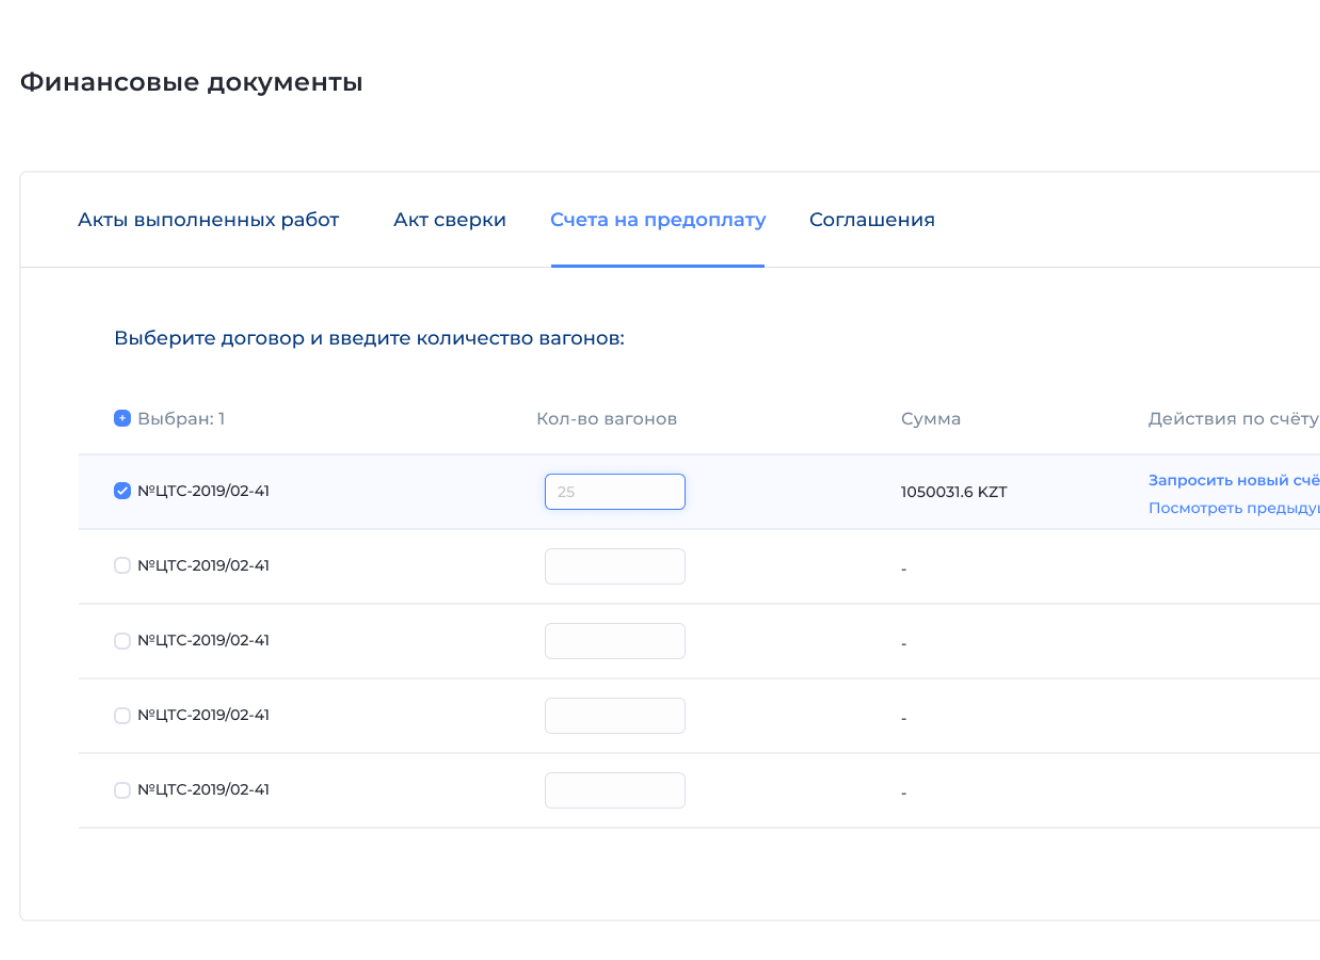 Финансовые документы
Акты выполненных работ Акт сверки Счета на предоплату Соглашения
Выберите договор и введите количество вагонов:
Выбран: 1 Кол-во вагонов Сумма Действия по счёту
№ЦТС-2019/02-41 25 1050031.6 KZT Запросить новый счё
Посмотреть предыду
№ЦТС-2019/02-41 -
№ЦТС-2019/02-41 -
№ЦТС-2019/02-41 -
№ЦТС-2019/02-41 -